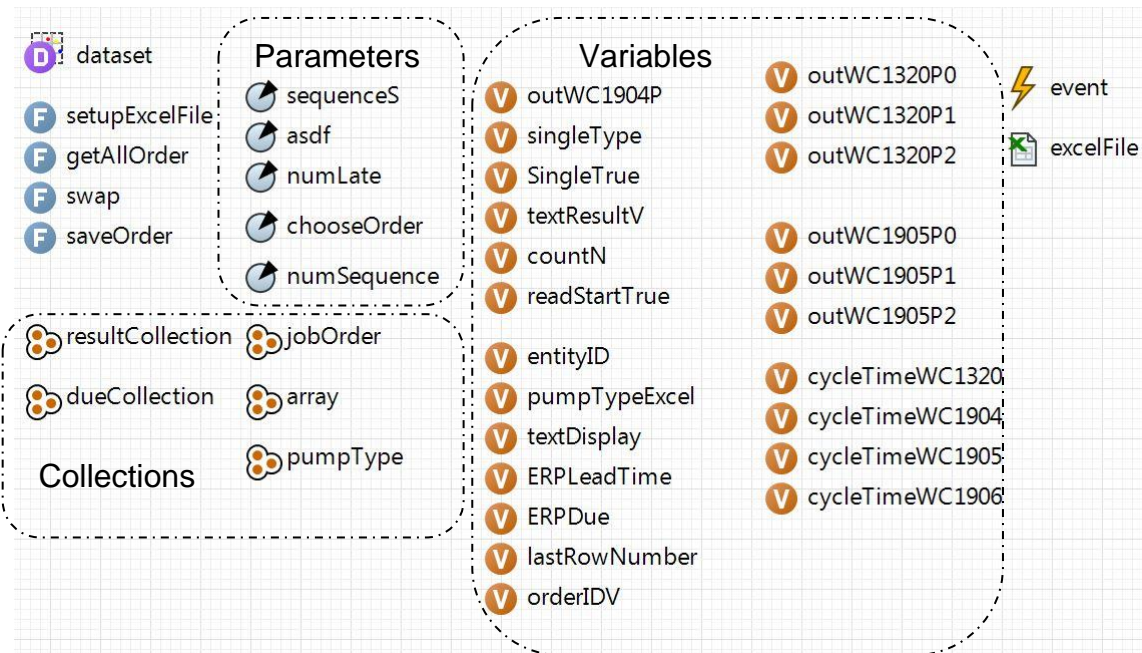 dataset
setupExcelFile
getAllOrder
swap
saveOrder
Parameters
sequenceS
asdf
numLate
chooseOrder
numSequence
resultCollection
jobOrder
dueCollection
array
pumpType
Collections
Variables
outWC1904P
singleType
SingleTrue
textResultV
countN
readStartTrue
entityID
pumpTypeExcel
textDisplay
ERPLeadTime
ERPDue
lastRowNumber
orderIDV
outWC1320P0
outWC1320P1
outWC1320P2
outWC1905P0
outWC1905P1
outWC1905P2
cycleTimeWC1320
cycleTimeWC1904
cycleTimeWC1905
cycleTimeWC1906
event
excelFile